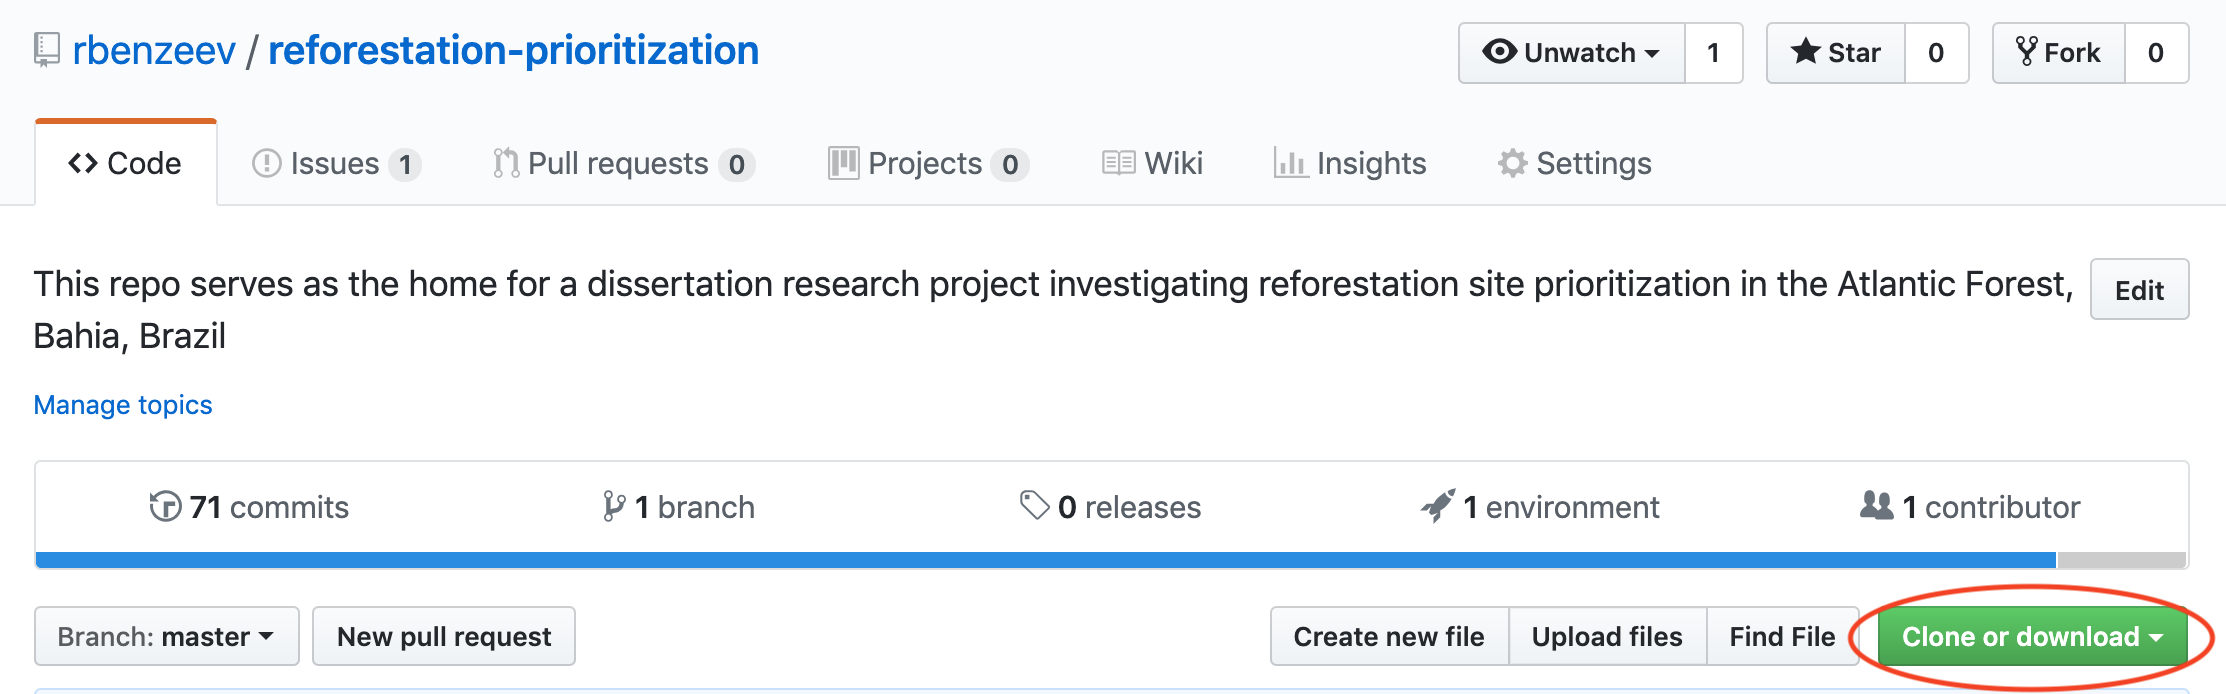 rbenzeev / reforestation-prioritization
Unwatch 1 Star 0 Fork 0
Code Issues 1 Pull requests 0 Projects 0 Wiki Insights Settings
This repo serves as the home for a dissertation research project investigating reforestation site prioritization in the Atlantic Forest, Edit
Bahia, Brazil
Manage topics
71 commits 1 branch 0 releases 1 environment 1 contributor
Branch: master New pull request Create new file Upload files Find File Clone or download